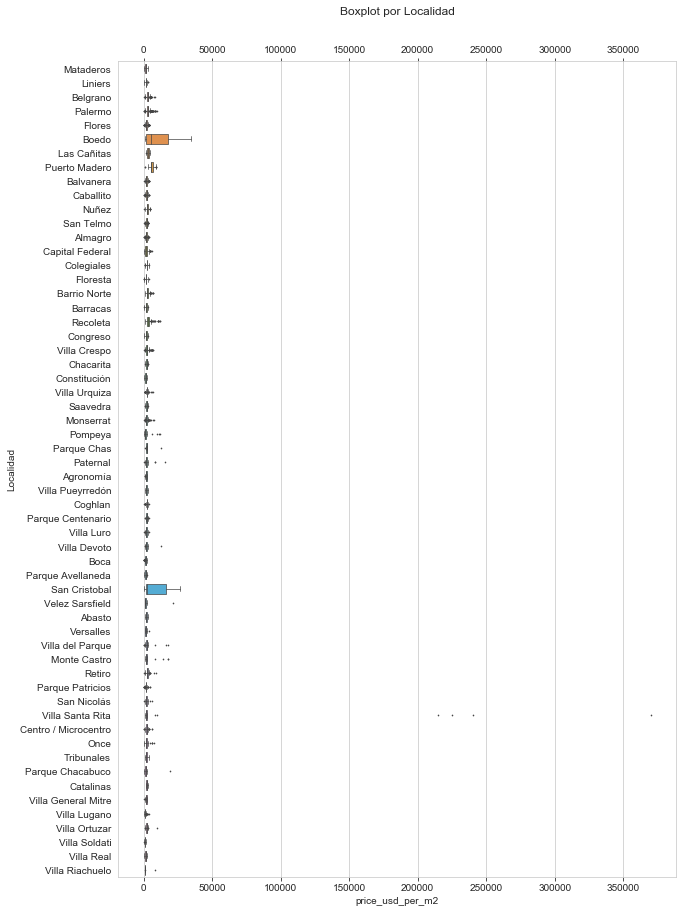 Boxplot por Localidad
0 50000 100000 150000 200000 250000 300000 350000
Mataderos
Liniers
Belgrano
Palermo
Flores
Boedo
Las Cañitas
Puerto Madero
Balvanera
Caballito
Nuñez
San Telmo
Almagro
Capital Federal
Colegiales
Floresta
Barrio Norte
Barracas
Recoleta
Congreso
Villa Crespo
Chacarita
Constitución
Villa Urquiza
Saavedra
Monserrat
Pompeya
Parque Chas
Paternal
Agronomia
Villa Pueyrredón
Coghlan
Parque Centenario
Villa Luro
Villa Devoto
Boca
Parque Avellaneda
San Cristobal
Velez Sarsfield
Abasto
Versalles
Villa del Parque
Monte Castro
Retiro
Parque Patricios
San Nicolás
Villa Santa Rita
Centro / Microcentro
Once
Tribunales
Parque Chacabuco
Catalinas
Villa General Mitre
Villa Lugano
Villa Ortuzar
Villa Soldati
Villa Real
Villa Riachuelo
Localidad
0 50000 100000 150000 200000 250000 300000 350000
price_usd_per_m2